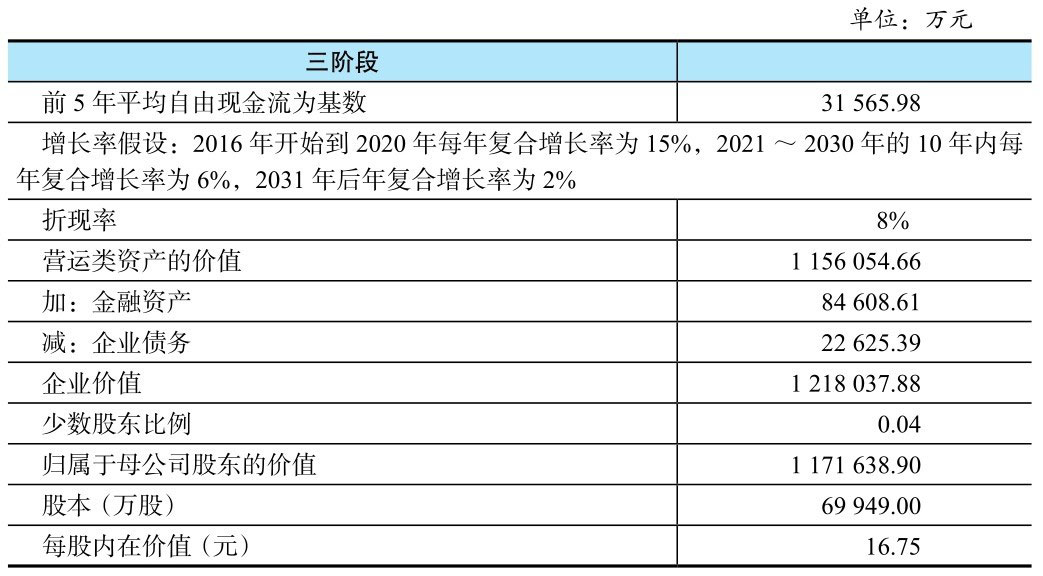 单位：万元
三阶段
前 5 年平均自由现金流为基数 31 565.98
增长率假设：2016 年开始到 2020 年每年复合增长率为 15%，2021 ～ 2030 年的 10 年内每
年复合增长率为 6%，2031 年后年复合增长率为 2%
折现率 8%
营运类资产的价值 1 156 054.66
加：金融资产 84 608.61
减：企业债务 22 625.39
企业价值 1 218 037.88
少数股东比例 0.04
归属于母公司股东的价值 1 171 638.90
股本（万股） 69 949.00
每股内在价值（元） 16.75